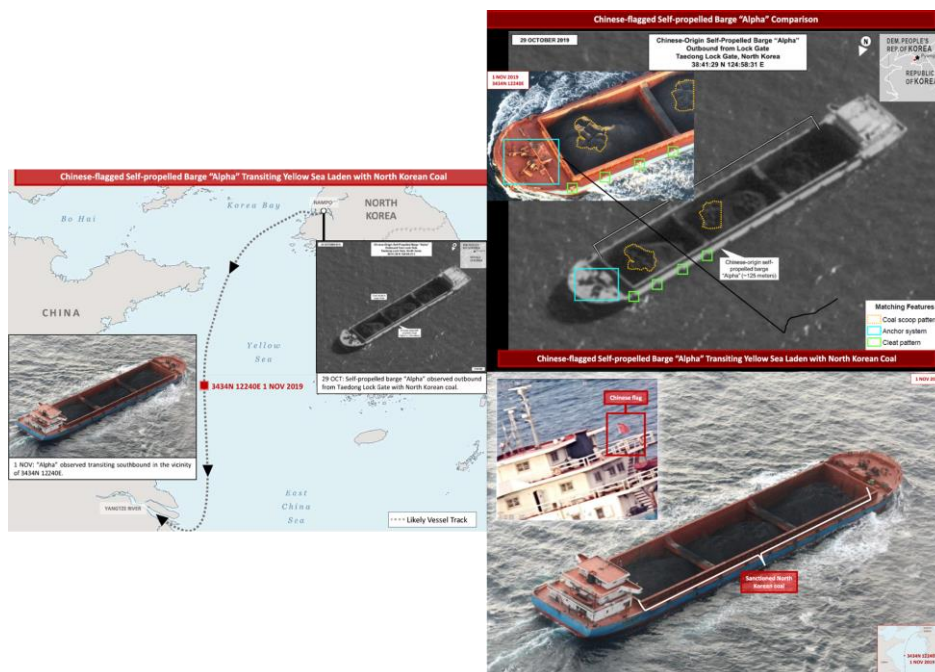 Chinese-flagged Self-propelled Barge "Alpha" Transiting Yellow Sea Laden with North Korean Coal
Bo Hai
Korea Bay
NAMPO
NORTH
KOREA
CHINA
Yellow
Sea
29 OCT: Self-propelled barge "Alpha" observed outbound
from Taedong Lock Gate with North Korean coal.
3434N 12240E 1 NOV 2019
1 NOV: "Alpha" observed transiting southbound in the vicinity
of 3434N 12240E.
YANGTZE RIVER
East
China
Sea
Likely Vessel Track
Chinese-flagged Self-propelled Barge "Alpha" Comparison
29 OCTOBER 2019
Chinese-Origin Self-Propelled Barge "Alpha"
Outbound from Lock Gate
Taedong Lock Gate, North Korea
38:41:29 N 124:58:31 E
N
DEM. PEOPLE'S
REP. OF KOREA
REPUBLIC
OF KOREA
1 NOV 2019
3434N 12240E
Chinese-origin self-
propelled barge
"Alpha" (~125 meters)
Matching Features
Coal scoop pattern
Anchor system
Cleat pattern
Chinese-flagged Self-propelled Barge "Alpha" Transiting Yellow Sea Laden with North Korean Coal
Chinese flag
Sanctioned North
Korean coal
3434N 12240E
1 NOV 2019